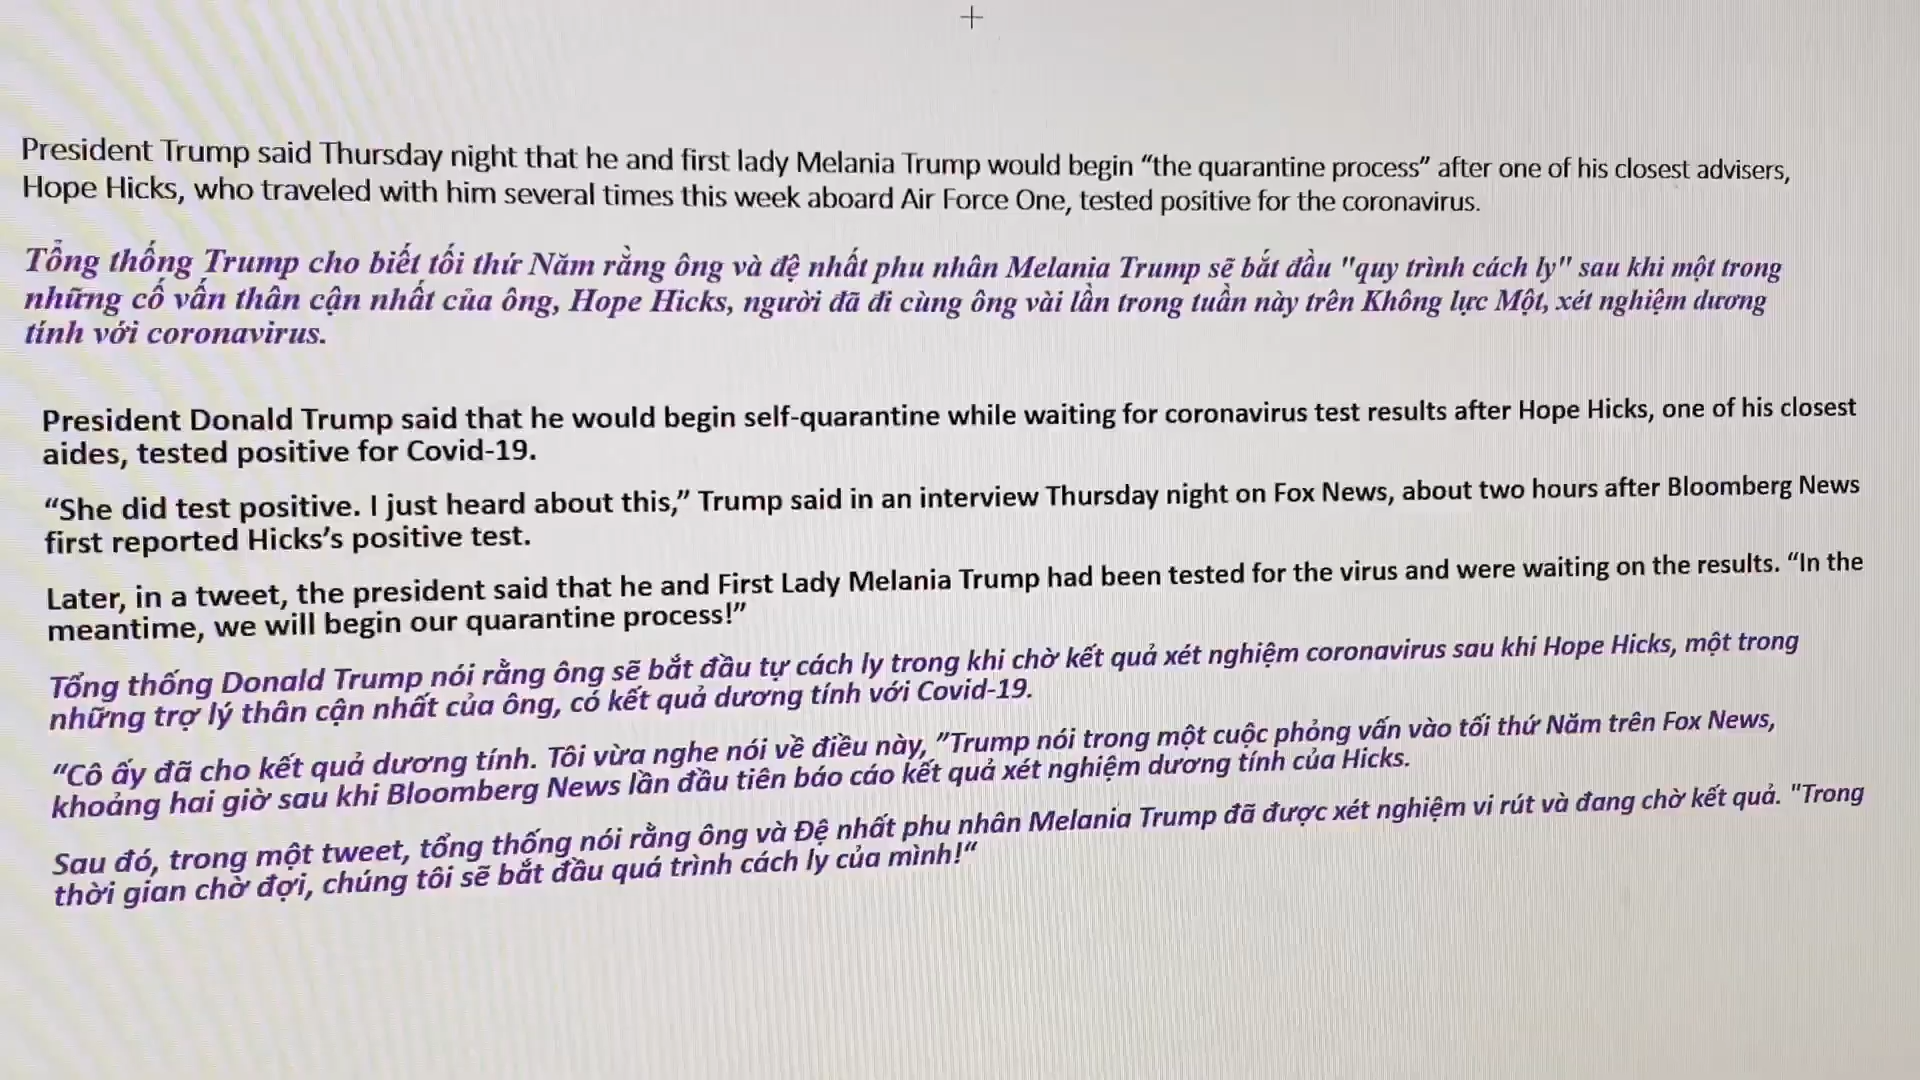 President Trump said Thursday night that he and first lady Melania Trump would begin “the quarantine process” after one of his closest advisers,
Hope Hicks, who traveled with him several times this week aboard Air Force One, tested positive for the coronavirus.
Tổng thống Trump cho biết tối thứ Năm rằng ông và đệ nhất phu nhân Melania Trump sẽ bắt đầu "quy trình cách ly" sau khi một trong
những cố vấn thân cận nhất của ông, Hope Hicks, người đã đi cùng ông vài lần trong tuần này trên Không lực Một, xét nghiệm dương
tính với coronavirus.
President Donald Trump said that he would begin self-quarantine while waiting for coronavirus test results after Hope Hicks, one of his closest
aides, tested positive for Covid-19.
“She did test positive. I just heard about this,” Trump said in an interview Thursday night on Fox News, about two hours after Bloomberg News
first reported Hicks’s positive test.
Later, in a tweet, the president said that he and First Lady Melania Trump had been tested for the virus and were waiting on the results. “In the
meantime, we will begin our quarantine process!”
Tổng thống Donald Trump nói rằng ông sẽ bắt đầu tự cách ly trong khi chờ kết quả xét nghiệm coronavirus sau khi Hope Hicks, một trong
những trợ lý thân cận nhất của ông, có kết quả dương tính với Covid-19.
“Cô ấy đã cho kết quả dương tính. Tôi vừa nghe nói về điều này, ”Trump nói trong một cuộc phỏng vấn vào tối thứ Năm trên Fox News,
khoảng hai giờ sau khi Bloomberg News lần đầu tiên báo cáo kết quả xét nghiệm dương tính của Hicks.
Sau đó, trong một tweet, tổng thống nói rằng ông và Đệ nhất phu nhân Melania Trump đã được xét nghiệm vi rút và đang chờ kết quả. "Trong
thời gian chờ đợi, chúng tôi sẽ bắt đầu quá trình cách ly của mình!“